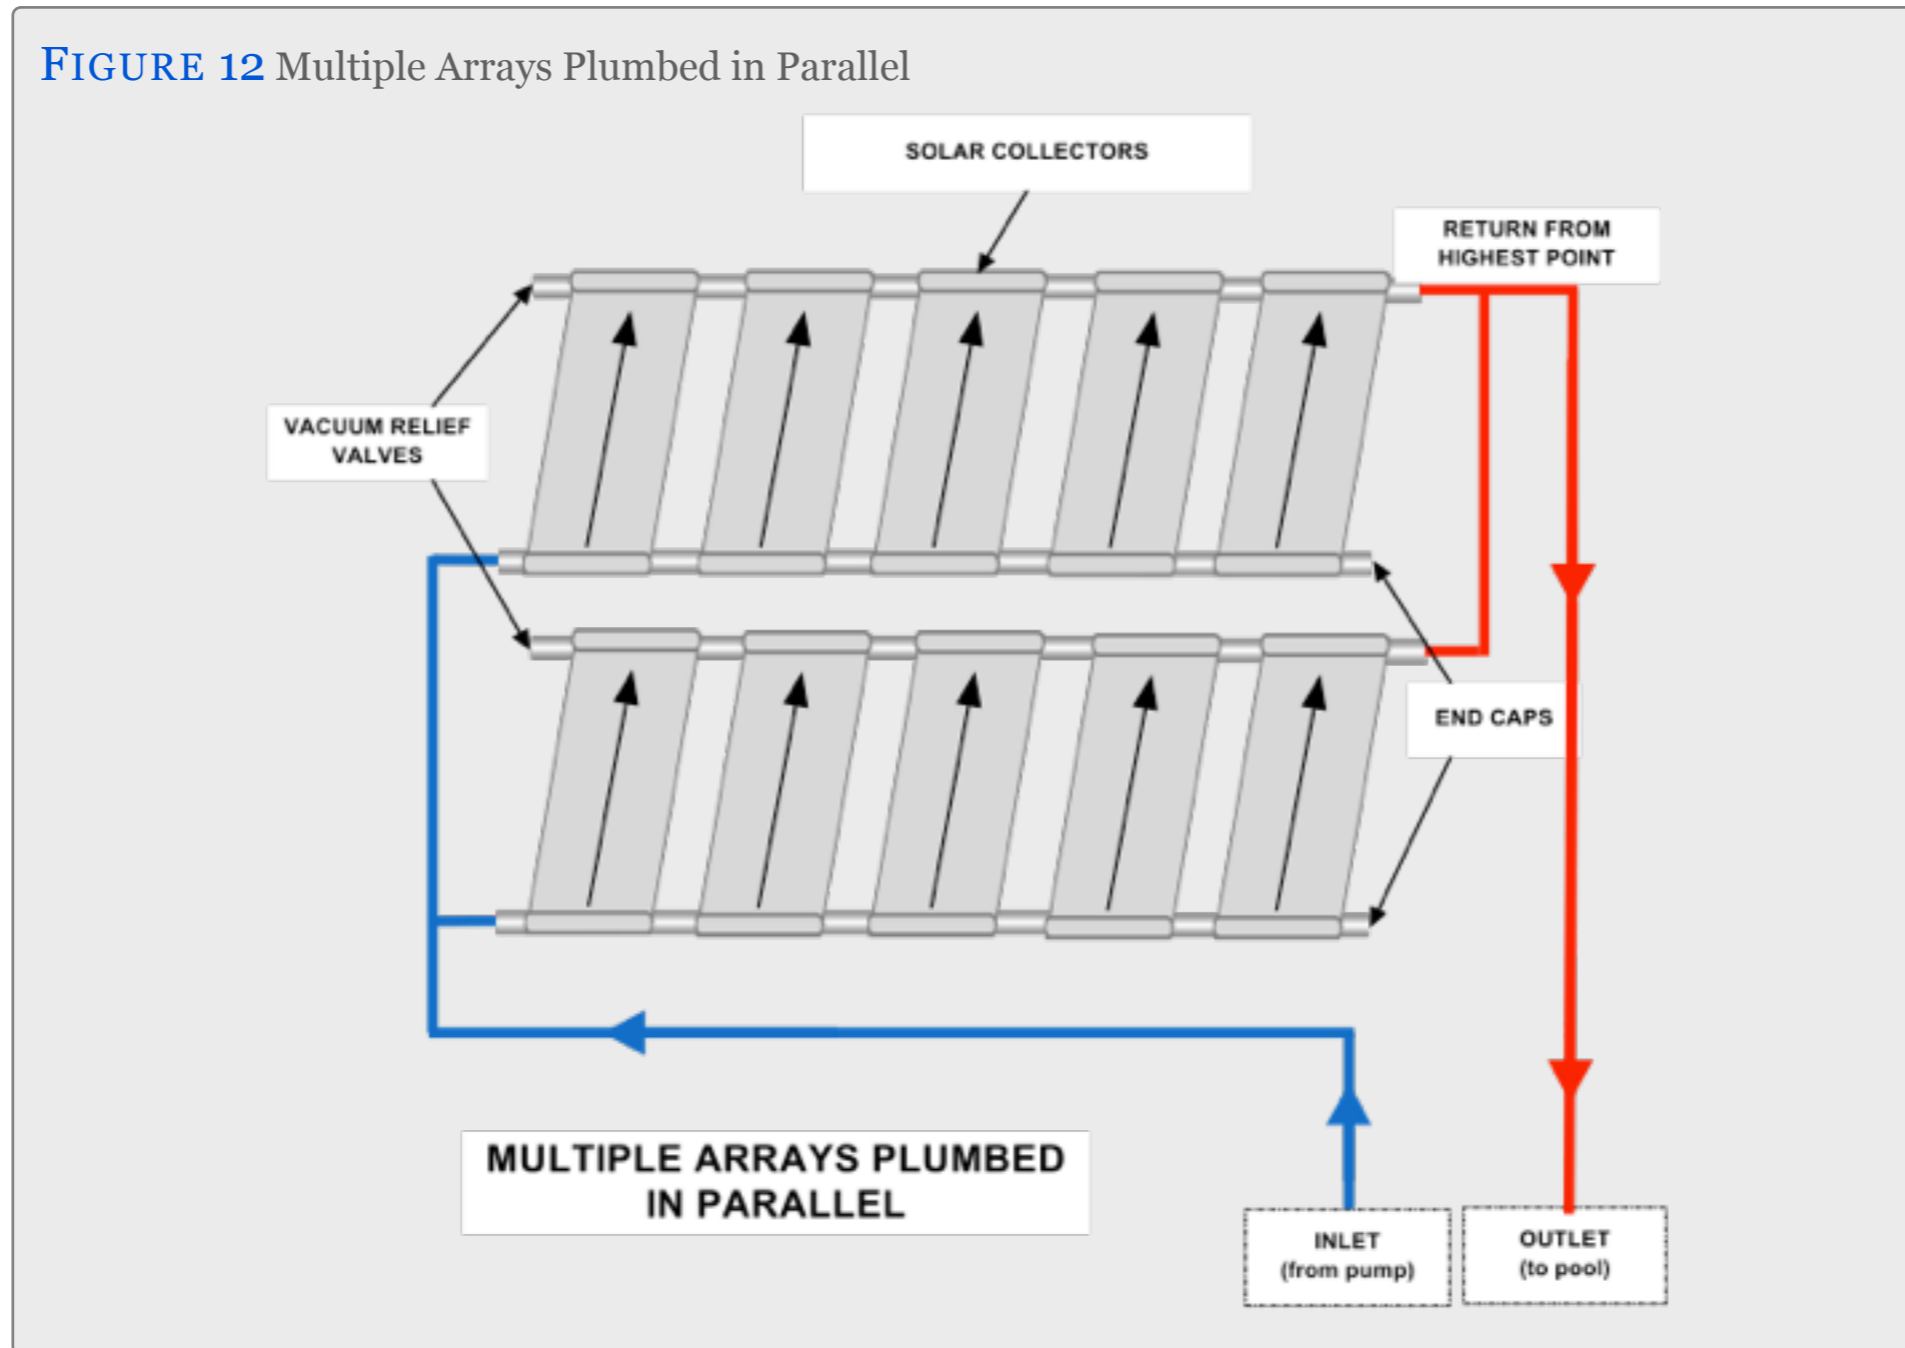 FIGURE 12 Multiple Arrays Plumbed in Parallel
SOLAR COLLECTORS
RETURN FROM
HIGHEST POINT
VACUUM RELIEF
VALVES
END CAPS
MULTIPLE ARRAYS PLUMBED
IN PARALLEL
INLET
(from pump)
OUTLET
(to pool)